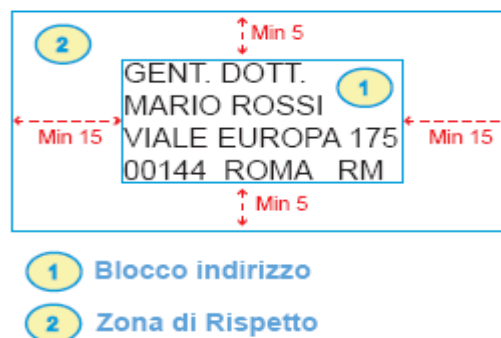 2
Min 5
GENT. DOTT.
1
MARIO ROSSI
Min 15
VIALE EUROPA 175
Min 15
00144 ROMA RM
Min 5
1 Blocco indirizzo
2 Zona di Rispetto